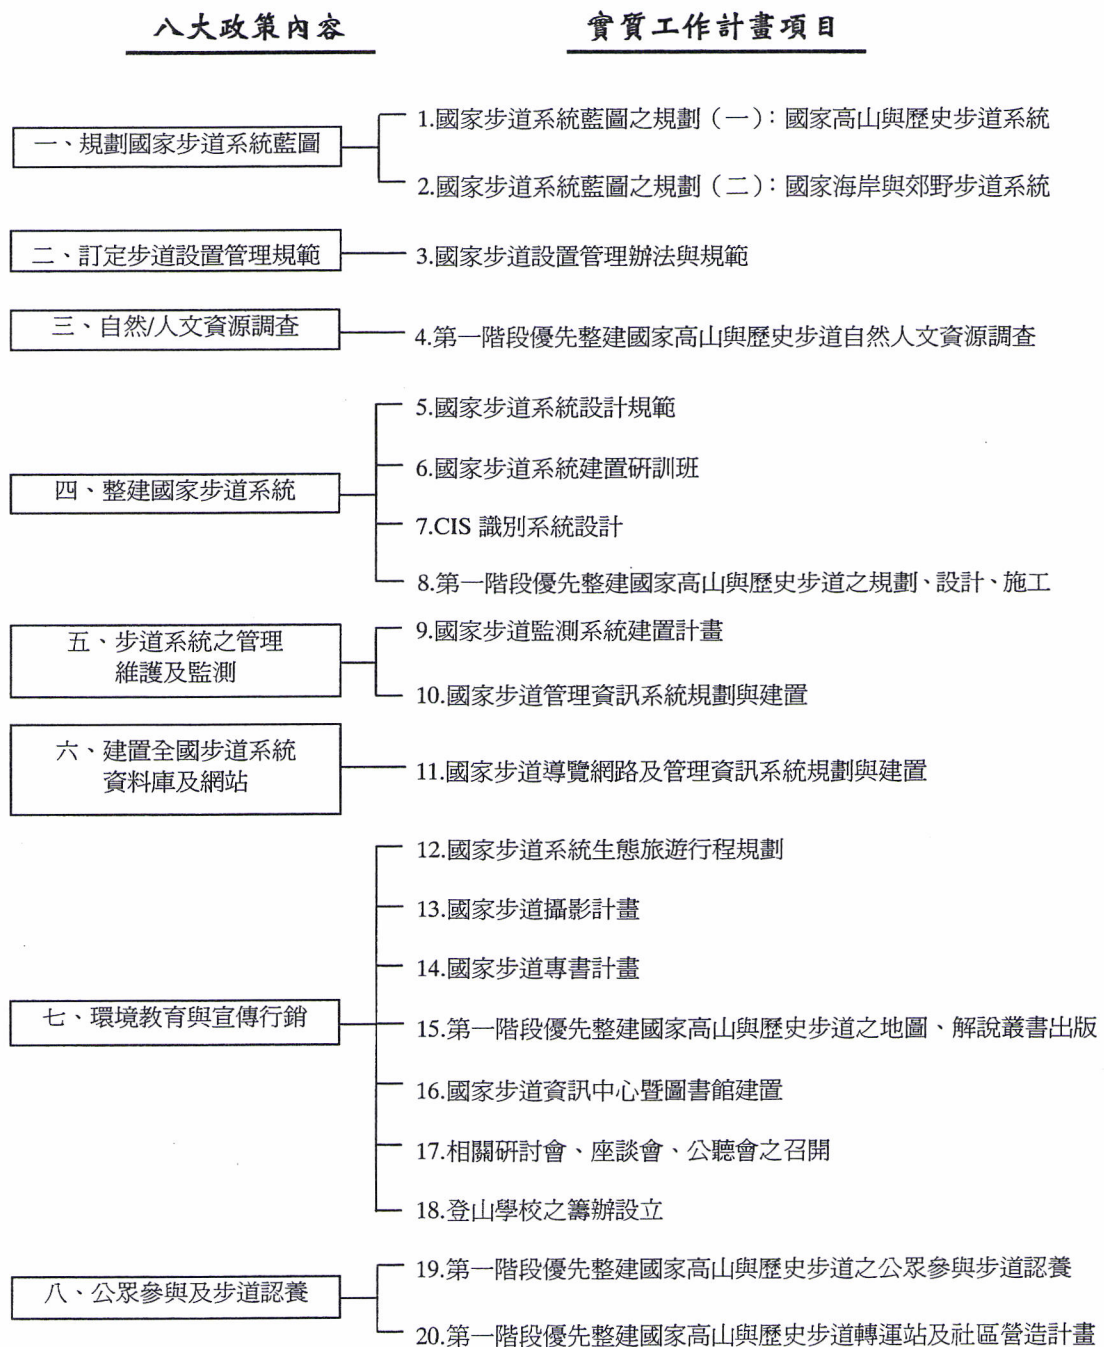 八大政策內容
實質工作計畫項目
一、規劃國家步道系統藍圖
1.國家步道系統藍圖之規劃（一）：國家高山與歷史步道系統
2.國家步道系統藍圖之規劃（二）：國家海岸與郊野步道系統
二、訂定步道設置管理規範
3.國家步道設置管理辦法與規範
三、自然/人文資源調查
4.第一階段優先整建國家高山與歷史步道自然人文資源調查
四、整建國家步道系統
5.國家步道系統設計規範
6.國家步道系統建置研訓班
7.CIS 識別系統設計
8.第一階段優先整建國家高山與歷史步道之規劃、設計、施工
五、步道系統之管理
維護及監測
9.國家步道監測系統建置計畫
10.國家步道管理資訊系統規劃與建置
六、建置全國步道系統
資料庫及網站
11.國家步道導覽網路及管理資訊系統規劃與建置
七、環境教育與宣傳行銷
12.國家步道系統生態旅遊行程規劃
13.國家步道攝影計畫
14.國家步道專書計畫
15.第一階段優先整建國家高山與歷史步道之地圖、解說叢書出版
16.國家步道資訊中心暨圖書館建置
17.相關研討會、座談會、公聽會之召開
18.登山學校之籌辦設立
八、公眾參與及步道認養
19.第一階段優先整建國家高山與歷史步道之公眾參與步道認養
20.第一階段優先整建國家高山與歷史步道轉運站及社區營造計畫